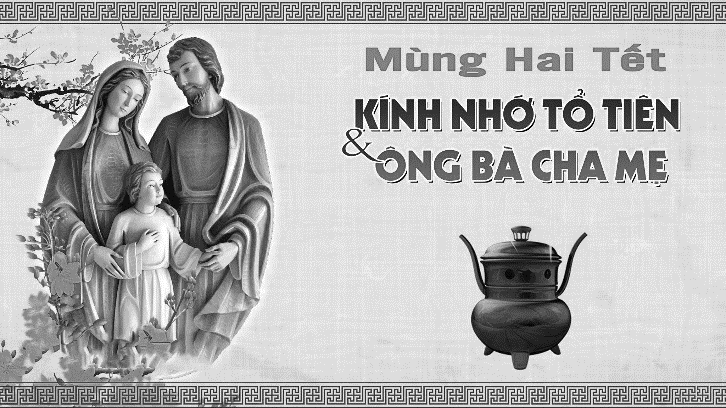 Mùng Hai Tết
KÍNH NHỚ TỔ TIÊN
& ÔNG BÀ CHA MẸ